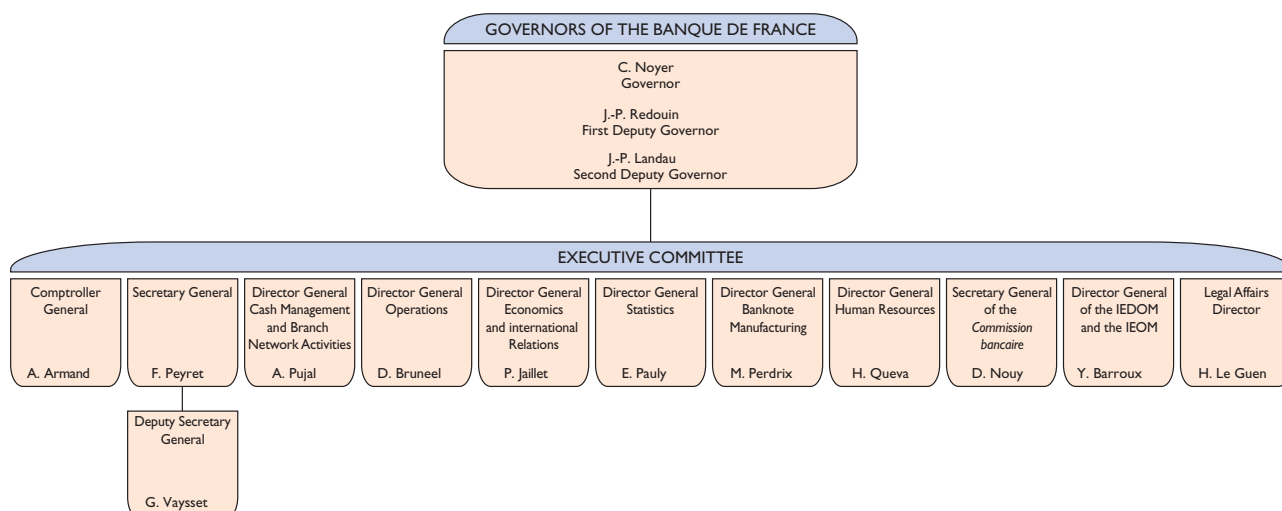 GOVERNORS OF THE BANQUE DE FRANCE
C. Noyer
Governor
J.-P. Redouin
First Deputy Governor
J.-P. Landau
Second Deputy Governor
EXECUTIVE COMMITTEE
Comptroller
General
A. Armand
Secretary General
F. Peyret
Director General
Cash Management
and Branch
Network Activities
A. Pujal
Director General
Operations
D. Bruneel
Director General
Economics
and international
Relations
P. Jaillet
Director General
Statistics
E. Pauly
Director General
Banknote
Manufacturing
M. Perdrix
Director General
Human Resources
H. Queva
Secretary General
of the
Commission
bancaire
D. Nouy
Director General
of the IEDOM
and the IEOM
Y. Barroux
Legal Affairs
Director
H. Le Guen
Deputy Secretary
General
G. Vaysset